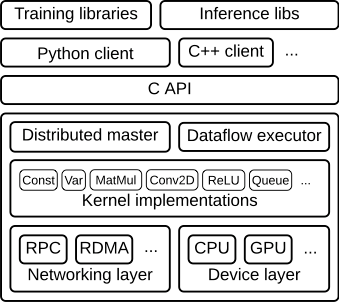 Training libraries Inference libs
Python client C++ client ...
C API
Distributed master Dataflow executor
Const Var MatMul Conv2D ReLU Queue ...
Kernel implementations
RPC RDMA ... CPU GPU ...
Networking layer Device layer